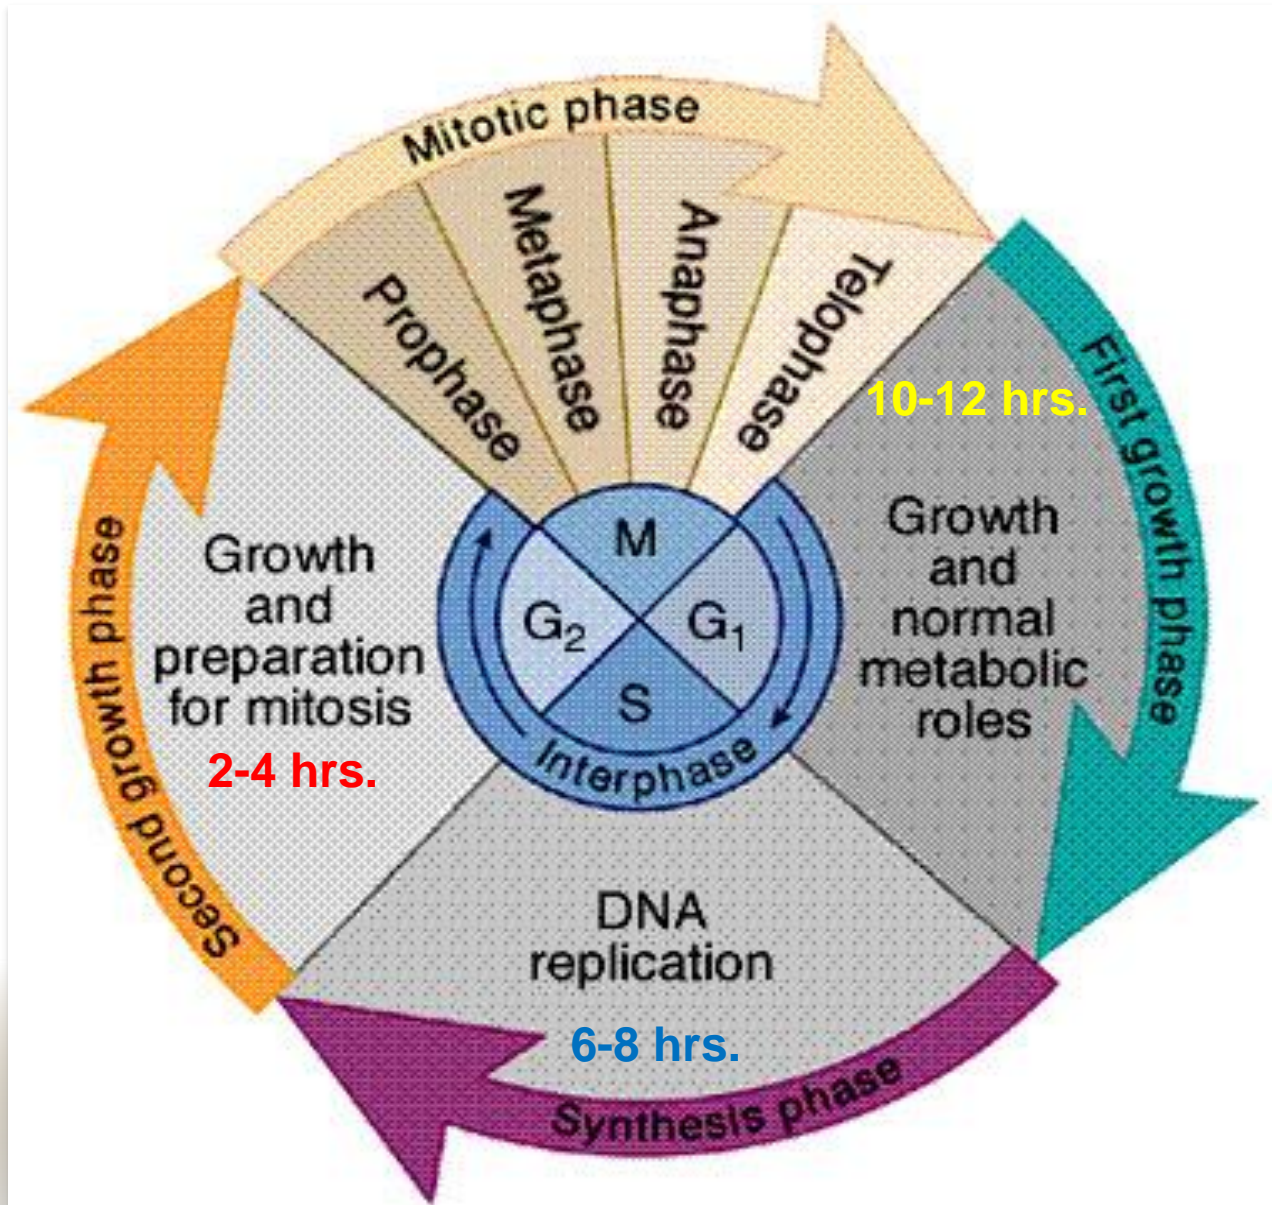 Mitotic phase
Prophase
Metaphase
Anaphase
Telophase
10-12 hrs.
First growth phase
Growth
and
normal
metabolic
roles
M
G₂
G₁
S
Interphase
Growth
and
preparation
for mitosis
2-4 hrs.
Second growth phase
DNA
replication
6-8 hrs.
Synthesis phase